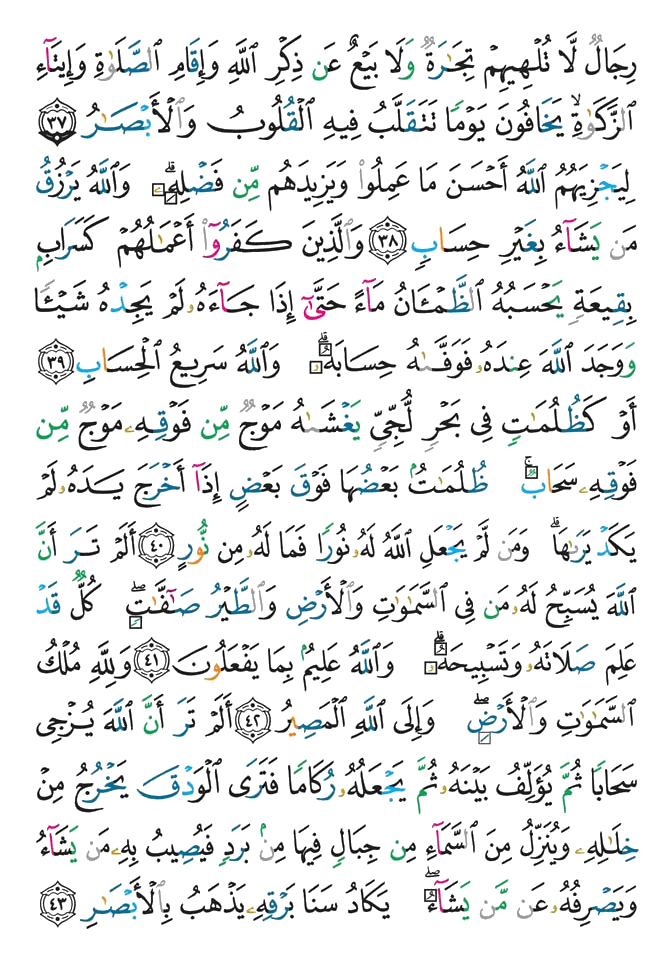 رِجَالٌ لَّا تُلْهِيهِمْ تِجَـٰرَةٌ وَلَا بَيْعٌ عَن ذِكْرِ ٱللَّهِ وَإِقَامِ ٱلصَّلَوٰةِ وَإِيتَآءِ
ٱلزَّكَوٰةِ ۙ يَخَافُونَ يَوْمًا تَتَقَلَّبُ فِيهِ ٱلْقُلُوبُ وَٱلْأَبْصَـٰرُ ٣٧
لِيَجْزِيَهُمُ ٱللَّهُ أَحْسَنَ مَا عَمِلُوا۟ وَيَزِيدَهُم مِّن فَضْلِهِۦ ۗ وَٱللَّهُ يَرْزُقُ
مَن يَشَآءُ بِغَيْرِ حِسَابٍ ٣٨ وَٱلَّذِينَ كَفَرُوٓا۟ أَعْمَـٰلُهُمْ كَسَرَابٍۭ
بِقِيعَةٍ يَحْسَبُهُ ٱلظَّمْـَٔانُ مَآءً حَتَّىٰٓ إِذَا جَآءَهُۥ لَمْ يَجِدْهُ شَيْـًٔا
وَوَجَدَ ٱللَّهَ عِندَهُۥ فَوَفَّىٰهُ حِسَابَهُۥ ۗ وَٱللَّهُ سَرِيعُ ٱلْحِسَابِ ٣٩
أَوْ كَظُلُمَـٰتٍ فِى بَحْرٍ لُّجِّىٍّ يَغْشَىٰهُ مَوْجٌ مِّن فَوْقِهِۦ مَوْجٌ مِّن
فَوْقِهِۦ سَحَابٌ ۚ ظُلُمَـٰتٌۢ بَعْضُهَا فَوْقَ بَعْضٍ إِذَآ أَخْرَجَ يَدَهُۥ لَمْ
يَكَدْ يَرَىٰهَا ۗ وَمَن لَّمْ يَجْعَلِ ٱللَّهُ لَهُۥ نُورًا فَمَا لَهُۥ مِن نُّورٍ ٤٠ أَلَمْ تَرَ أَنَّ
ٱللَّهَ يُسَبِّحُ لَهُۥ مَن فِى ٱلسَّمَـٰوَٰتِ وَٱلْأَرْضِ وَٱلطَّيْرُ صَـٰٓفَّـٰتٍ ۖ كُلٌّ قَدْ
عَلِمَ صَلَاتَهُۥ وَتَسْبِيحَهُۥ ۗ وَٱللَّهُ عَلِيمٌۢ بِمَا يَفْعَلُونَ ٤١ وَلِلَّهِ مُلْكُ
ٱلسَّمَـٰوَٰتِ وَٱلْأَرْضِ ۖ وَإِلَى ٱللَّهِ ٱلْمَصِيرُ ٤٢ أَلَمْ تَرَ أَنَّ ٱللَّهَ يُزْجِى
سَحَابًا ثُمَّ يُؤَلِّفُ بَيْنَهُۥ ثُمَّ يَجْعَلُهُۥ رُكَامًا فَتَرَى ٱلْوَدْقَ يَخْرُجُ مِنْ
خِلَـٰلِهِۦ وَيُنَزِّلُ مِنَ ٱلسَّمَآءِ مِن جِبَالٍ فِيهَا مِنۢ بَرَدٍ فَيُصِيبُ بِهِۦ مَن يَشَآءُ
وَيَصْرِفُهُۥ عَن مَّن يَشَآءُ ۖ يَكَادُ سَنَا بَرْقِهِۦ يَذْهَبُ بِٱلْأَبْصَـٰرِ ٤٣